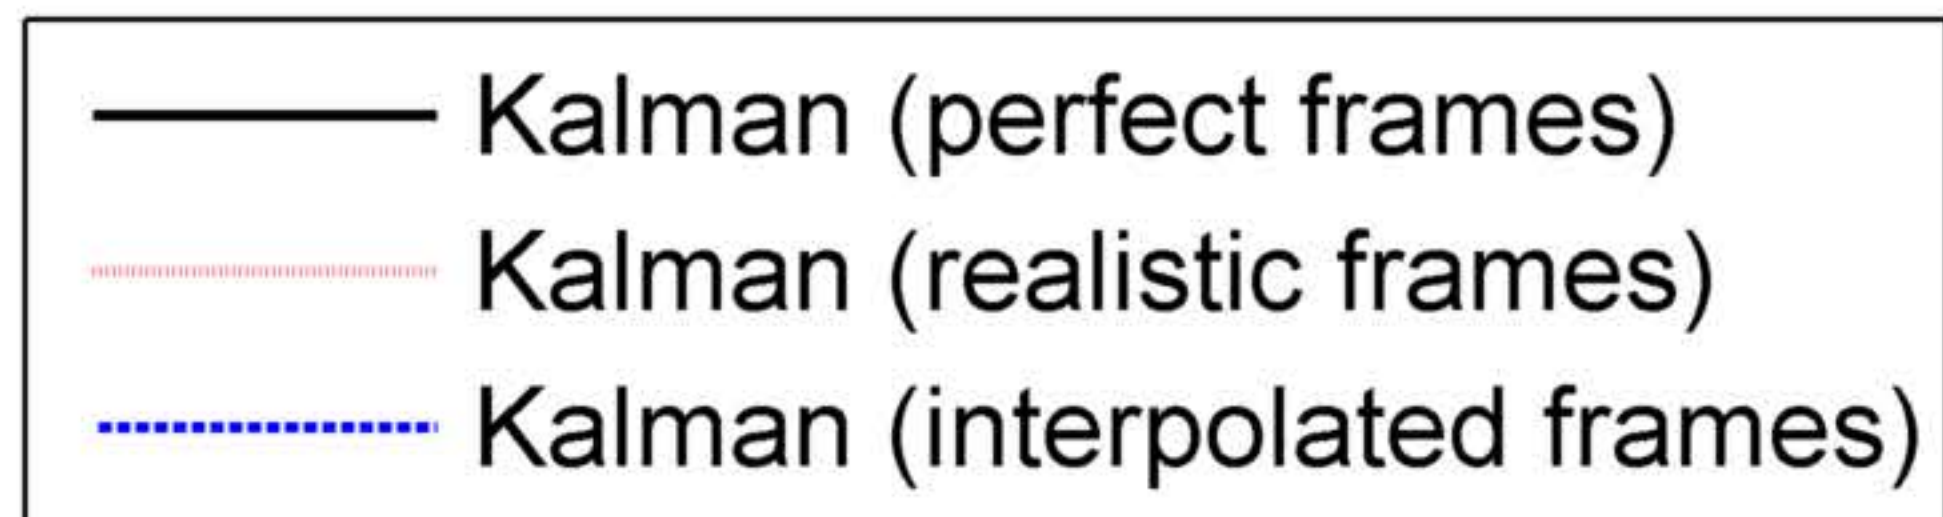 Kalman (perfect frames)
Kalman (realistic frames)
Kalman (interpolated frames)